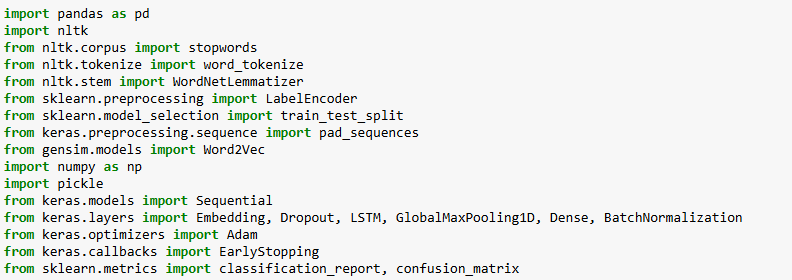 import pandas as pd
import nltk
from nltk.corpus import stopwords
from nltk.tokenize import word_tokenize
from nltk.stem import WordNetLemmatizer
from sklearn.preprocessing import LabelEncoder
from sklearn.model_selection import train_test_split
from keras.preprocessing.sequence import pad_sequences
from gensim.models import Word2Vec
import numpy as np
import pickle
from keras.models import Sequential
from keras.layers import Embedding, Dropout, LSTM, GlobalMaxPooling1D, Dense, BatchNormalization
from keras.optimizers import Adam
from keras.callbacks import EarlyStopping
from sklearn.metrics import classification_report, confusion_matrix